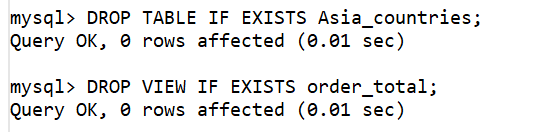 mysql> DROP TABLE IF EXISTS Asia_countries;
Query OK, 0 rows affected (0.01 sec)
mysql> DROP VIEW IF EXISTS order_total;
Query OK, 0 rows affected (0.01 sec)